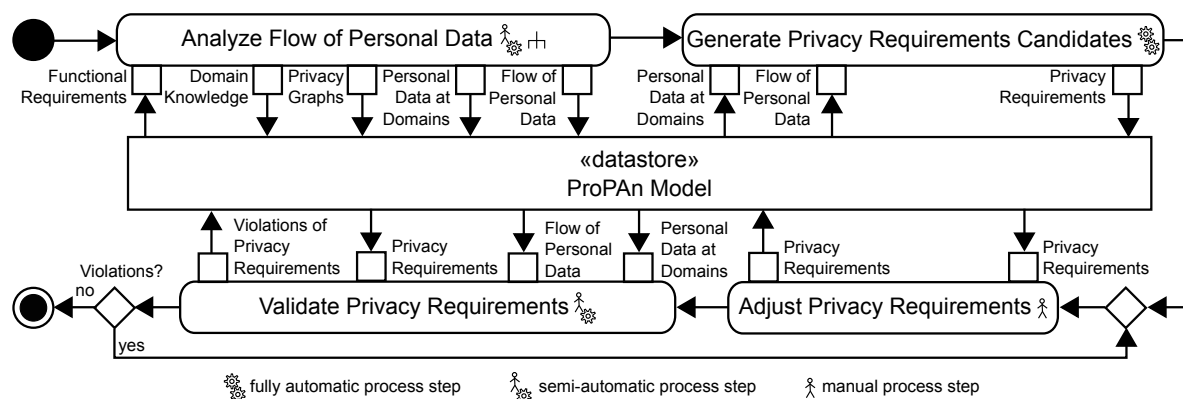 Analyze Flow of Personal Data
Generate Privacy Requirements Candidates
Functional
Requirements
Domain
Knowledge
Privacy
Graphs
Personal
Data at
Domains
Flow of
Personal
Data
Personal
Data at
Domains
Flow of
Personal
Data
Privacy
Requirements
«datastore»
ProPAn Model
Violations of
Privacy
Requirements
Privacy
Requirements
Flow of
Personal
Data
Personal
Data at
Domains
Privacy
Requirements
Privacy
Requirements
Violations?
no
yes
Validate Privacy Requirements
Adjust Privacy Requirements
fully automatic process step
semi-automatic process step
manual process step